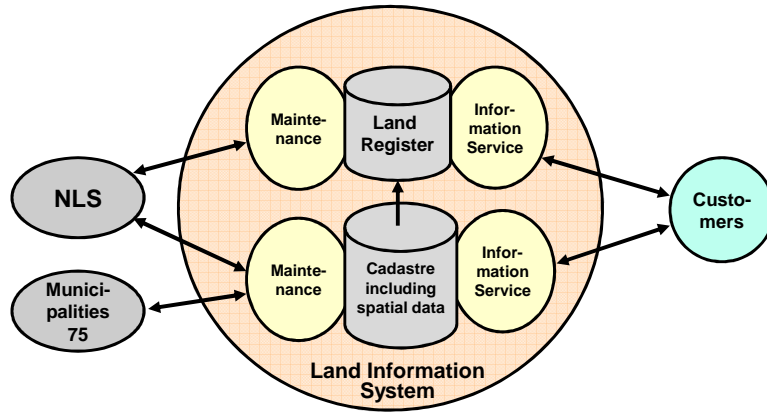 Mainte-
nance
Land
Register
Infor-
mation
Service
NLS
Custo-
mers
Munici-
palities
75
Mainte-
nance
Cadastre
including
spatial data
Infor-
mation
Service
Land Information
System